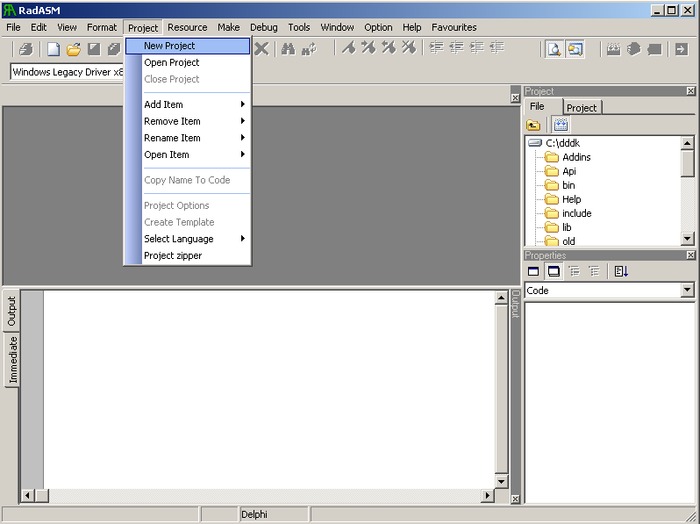 RadASM
File Edit View Format Project Resource Make Debug Tools Window Option Help Favourites
New Project
Open Project
Close Project
Add Item
Remove Item
Rename Item
Open Item
Copy Name To Code
Project Options
Create Template
Select Language
Project zipper
Windows Legacy Driver x8
Project
File Project
C:\dddk
Addins
Api
bin
Help
include
lib
old
Properties
Code
Output
Immediate
Output
Delphi